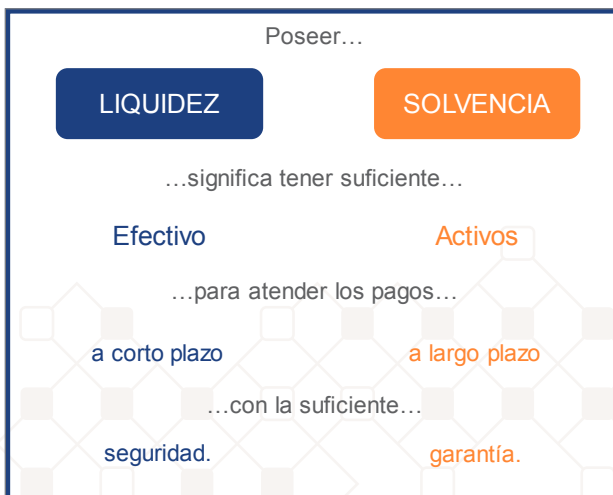 Poseer…
LIQUIDEZ SOLVENCIA
…significa tener suficiente…
Efectivo Activos
…para atender los pagos…
a corto plazo a largo plazo
…con la suficiente…
seguridad. garantía.